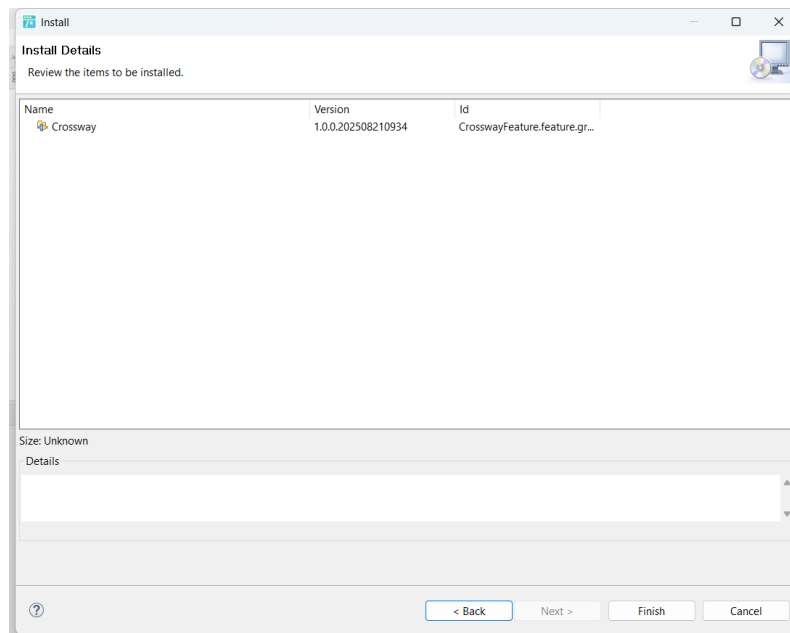 Install
Install Details
Review the items to be installed.
Name Version Id
Crossway 1.0.0.202508210934 CrosswayFeature.feature.gr...
Size: Unknown
Details
< Back Next > Finish Cancel